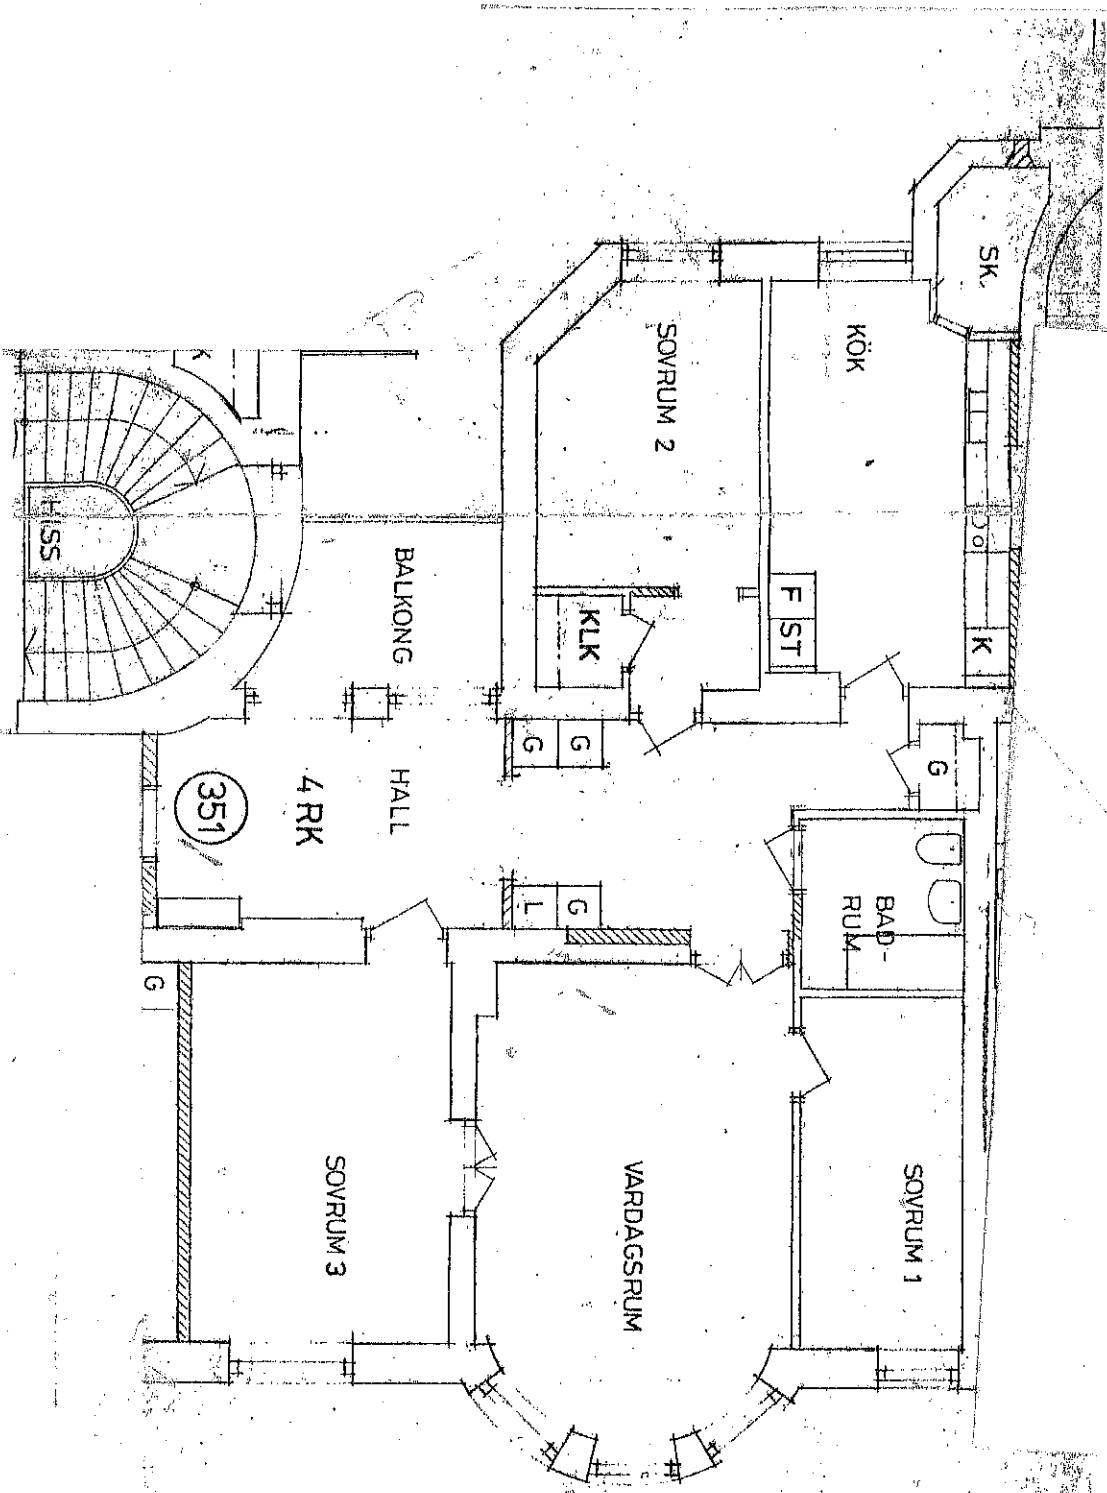 SK.
K
G
SOVRUM 1
BAD-
RUM
KÖK
F ST
SOVRUM 2
VARDAGSRUM
KLK
G
G
G
L
BALKONG
HALL
SOVRUM 3
4 RK
351
K
G
HISS